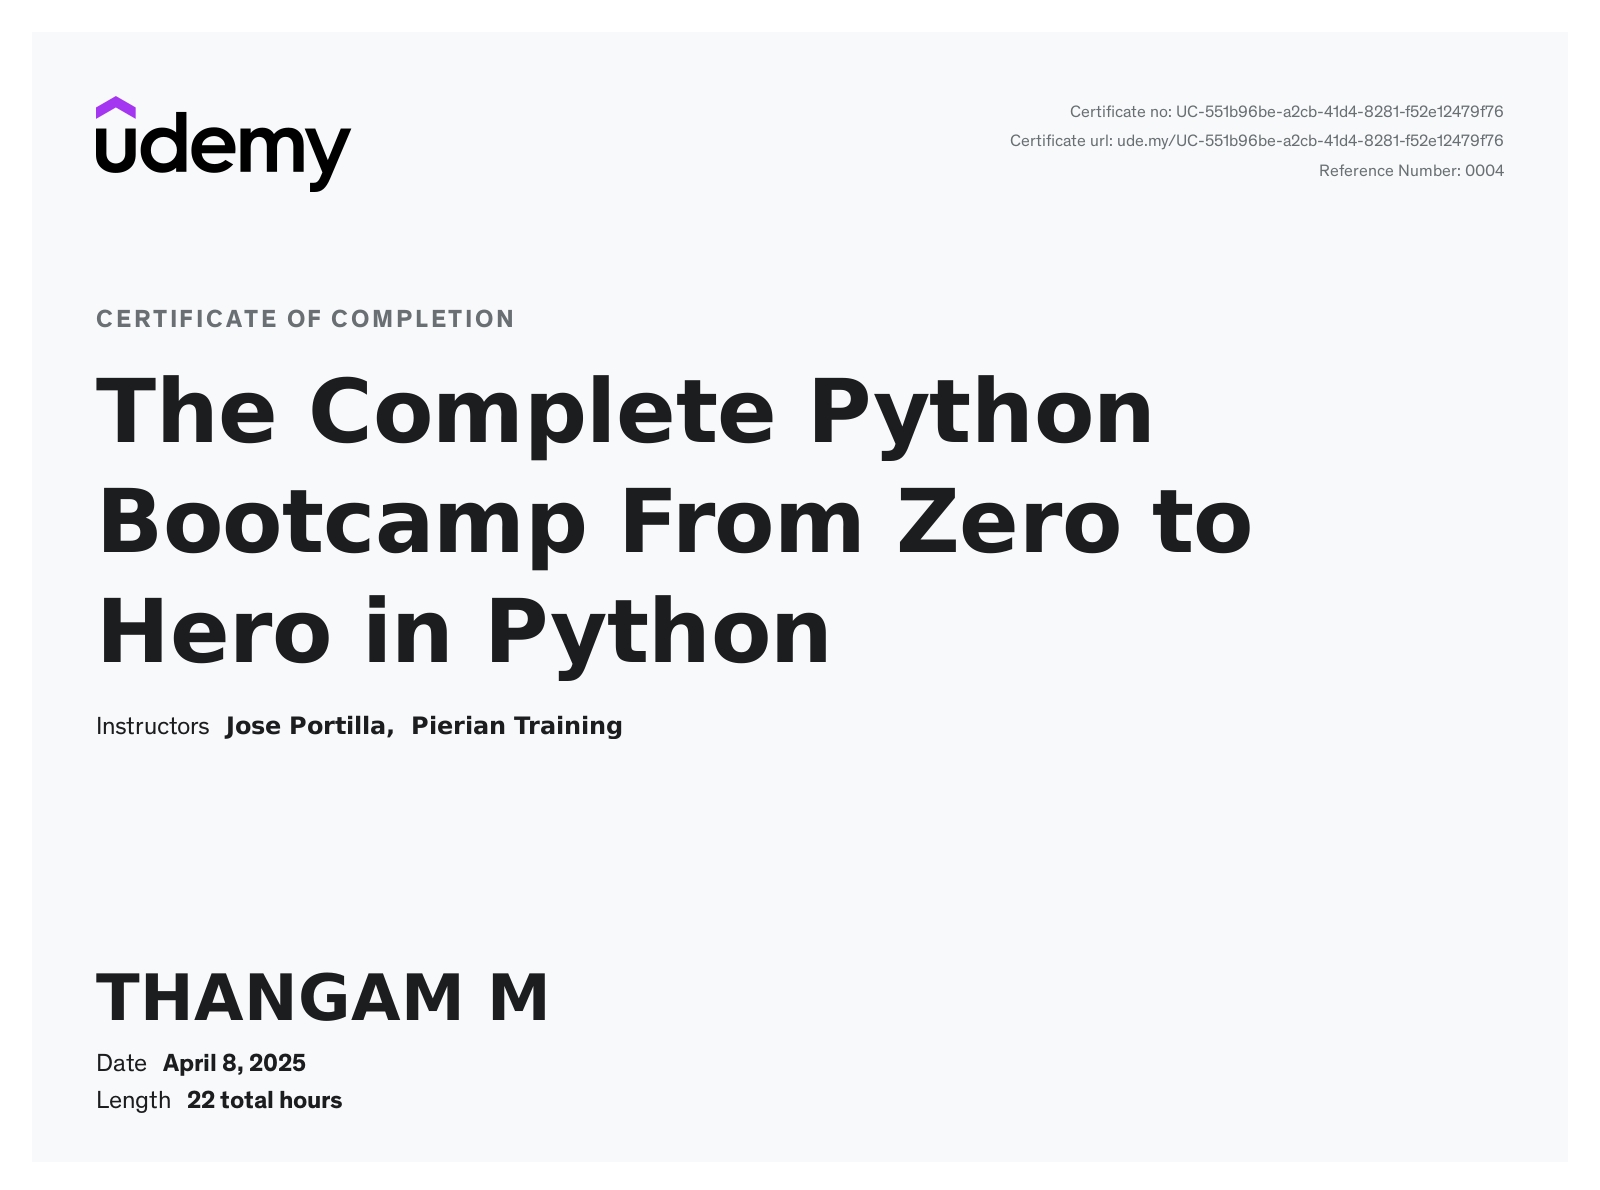 udemy
Certificate no: UC-551b96be-a2cb-41d4-8281-f52e12479f76
Certificate url: ude.my/UC-551b96be-a2cb-41d4-8281-f52e12479f76
Reference Number: 0004
CERTIFICATE OF COMPLETION
The Complete Python
Bootcamp From Zero to
Hero in Python
Instructors Jose Portilla, Pierian Training
THANGAM M
Date April 8, 2025
Length 22 total hours